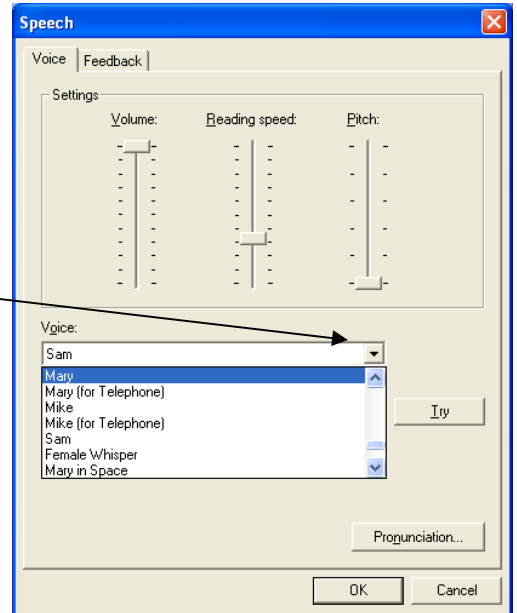 Speech
Voice Feedback
Settings
Volume: Reading speed: Pitch:
Voice:
Sam
Mary
Mary (for Telephone)
Mike
Mike (for Telephone)
Sam
Female Whisper
Mary in Space
Try
Pronunciation...
OK Cancel